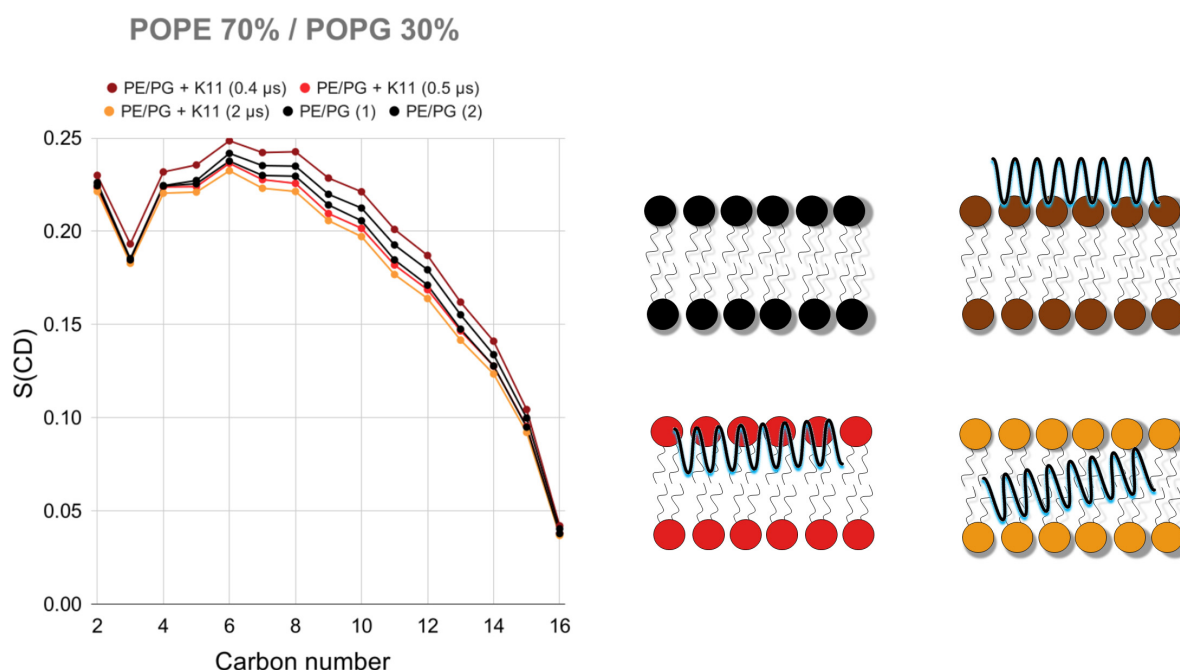 POPE 70% / POPG 30%
PE/PG + K11 (0.4 µs) PE/PG + K11 (0.5 µs)
PE/PG + K11 (2 µs) PE/PG (1) PE/PG (2)
S(CD)
0.25
0.20
0.15
0.10
0.05
0.00
2 4 6 8 10 12 14 16
Carbon number